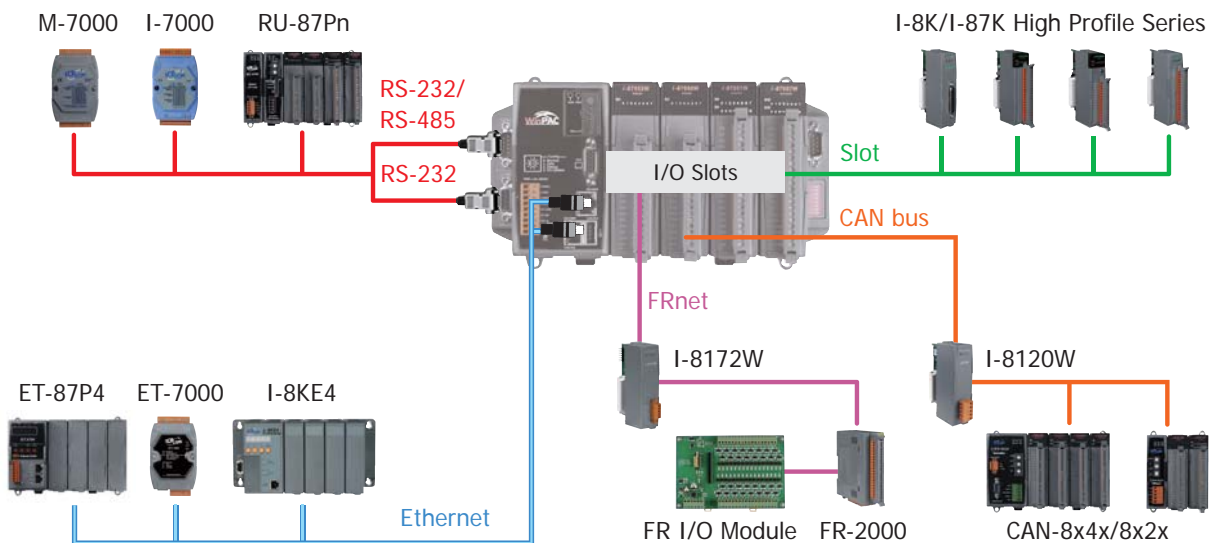 M-7000 I-7000 RU-87Pn
I-8K/I-87K High Profile Series
RS-232/
RS-485
RS-232
WinPAC
I/O Slots
Slot
CAN bus
FRnet
I-8172W
I-8120W
ET-87P4 ET-7000 I-8KE4
Ethernet
FR I/O Module FR-2000 CAN-8x4x/8x2x